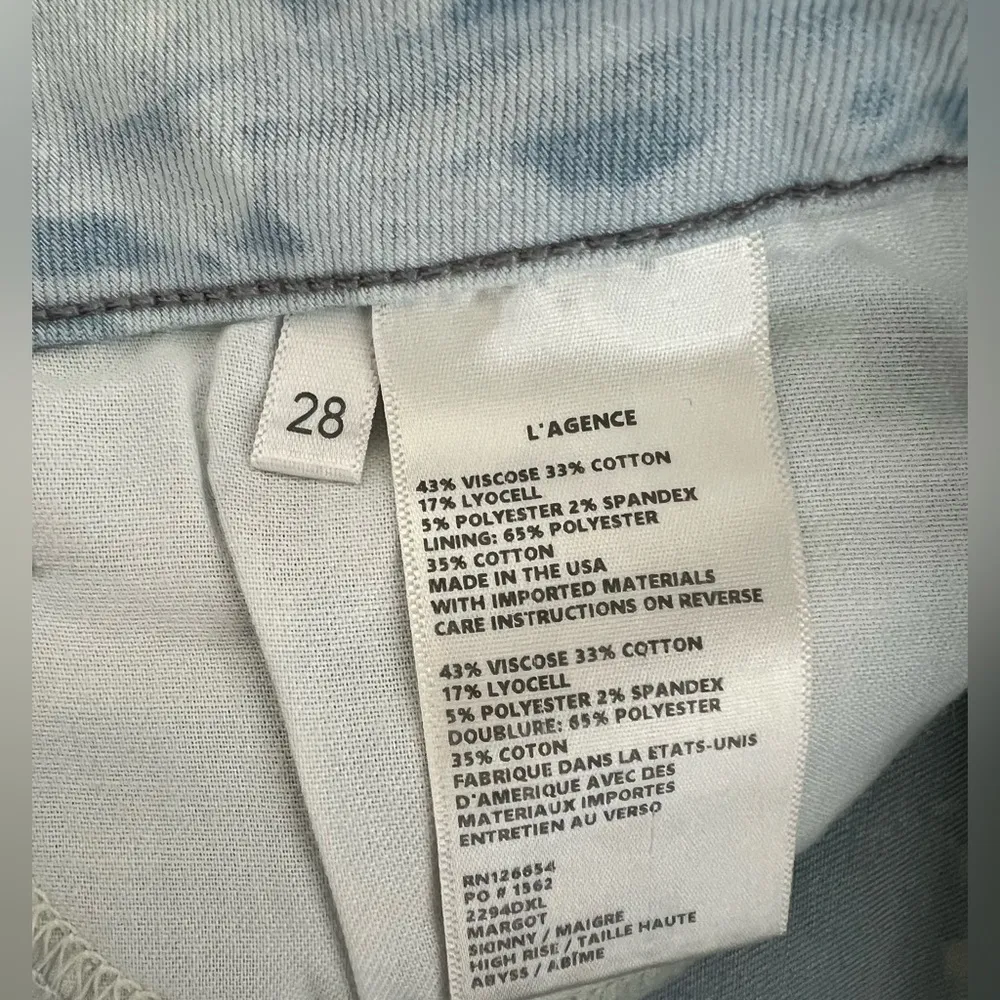 28
L'AGENCE
43% VISCOSE 33% COTTON
17% LYOCELL
5% POLYESTER 2% SPANDEX
LINING: 65% POLYESTER
35% COTTON
MADE IN THE USA
WITH IMPORTED MATERIALS
CARE INSTRUCTIONS ON REVERSE
43% VISCOSE 33% COTTON
17% LYOCELL
5% POLYESTER 2% SPANDEX
DOUBLURE: 65% POLYESTER
35% COTON
FABRIQUE DANS LA ETATS-UNIS
D'AMERIQUE AVEC DES
MATERIAUX IMPORTES
ENTRETIEN AU VERSO
RN126654
PO # 1562
2294DXL
MARGOT
SKINNY / MAIGRE
HIGH RISE / TAILLE HAUTE
ABYSS / ABÎME